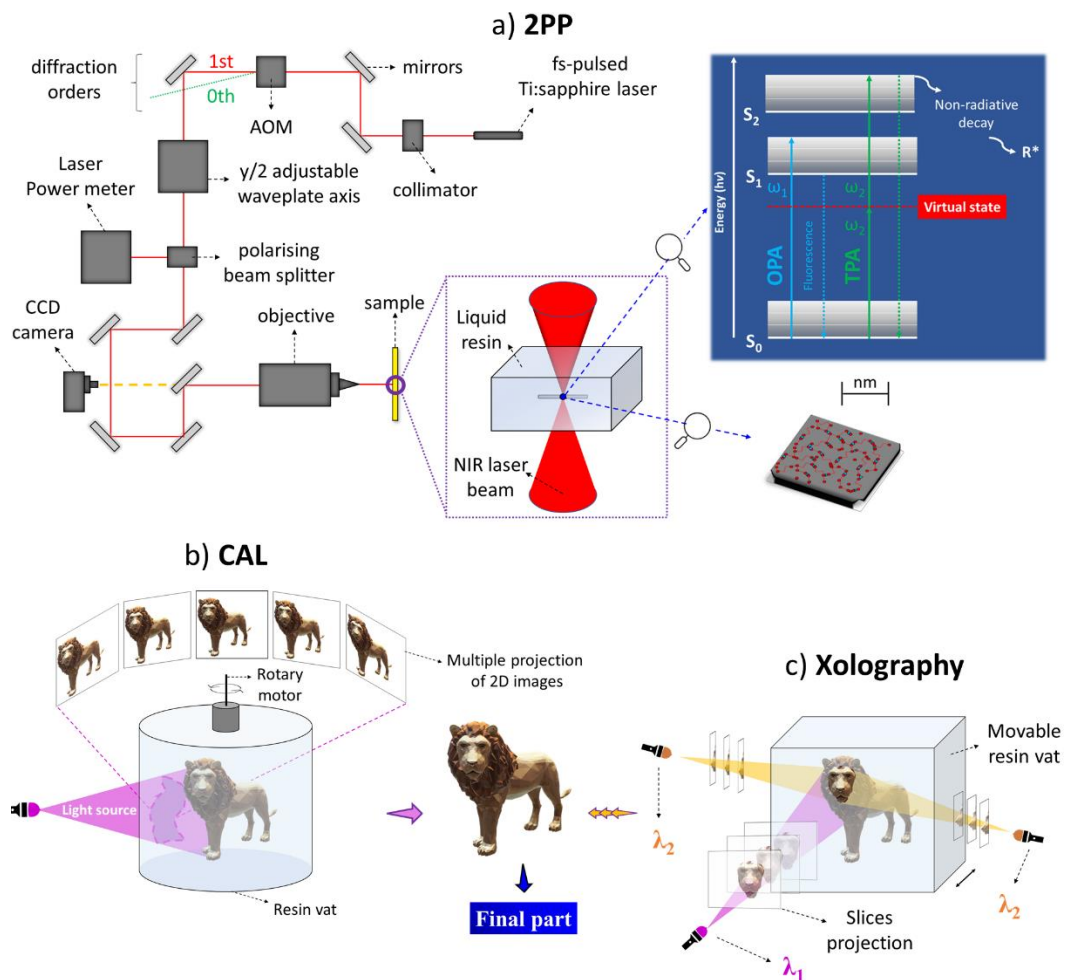 a) 2PP
diffraction
orders
1st
0th
AOM
mirrors
fs-pulsed
Ti:sapphire laser
collimator
Laser
Power meter
y/2 adjustable
waveplate axis
polarising
beam splitter
CCD
camera
objective
sample
Liquid
resin
NIR laser
beam
Energy (hν)
S₂
S₁
S₀
Non-radiative
decay
R*
ω₁
ω₂
Virtual state
ε₂
OPA
Fluorescence
TPA
nm
b) CAL
Multiple projection
of 2D images
Rotary
motor
Light source
Resin vat
Final part
c) Xolography
Movable
resin vat
λ₂
λ₂
Slices
projection
λ₁